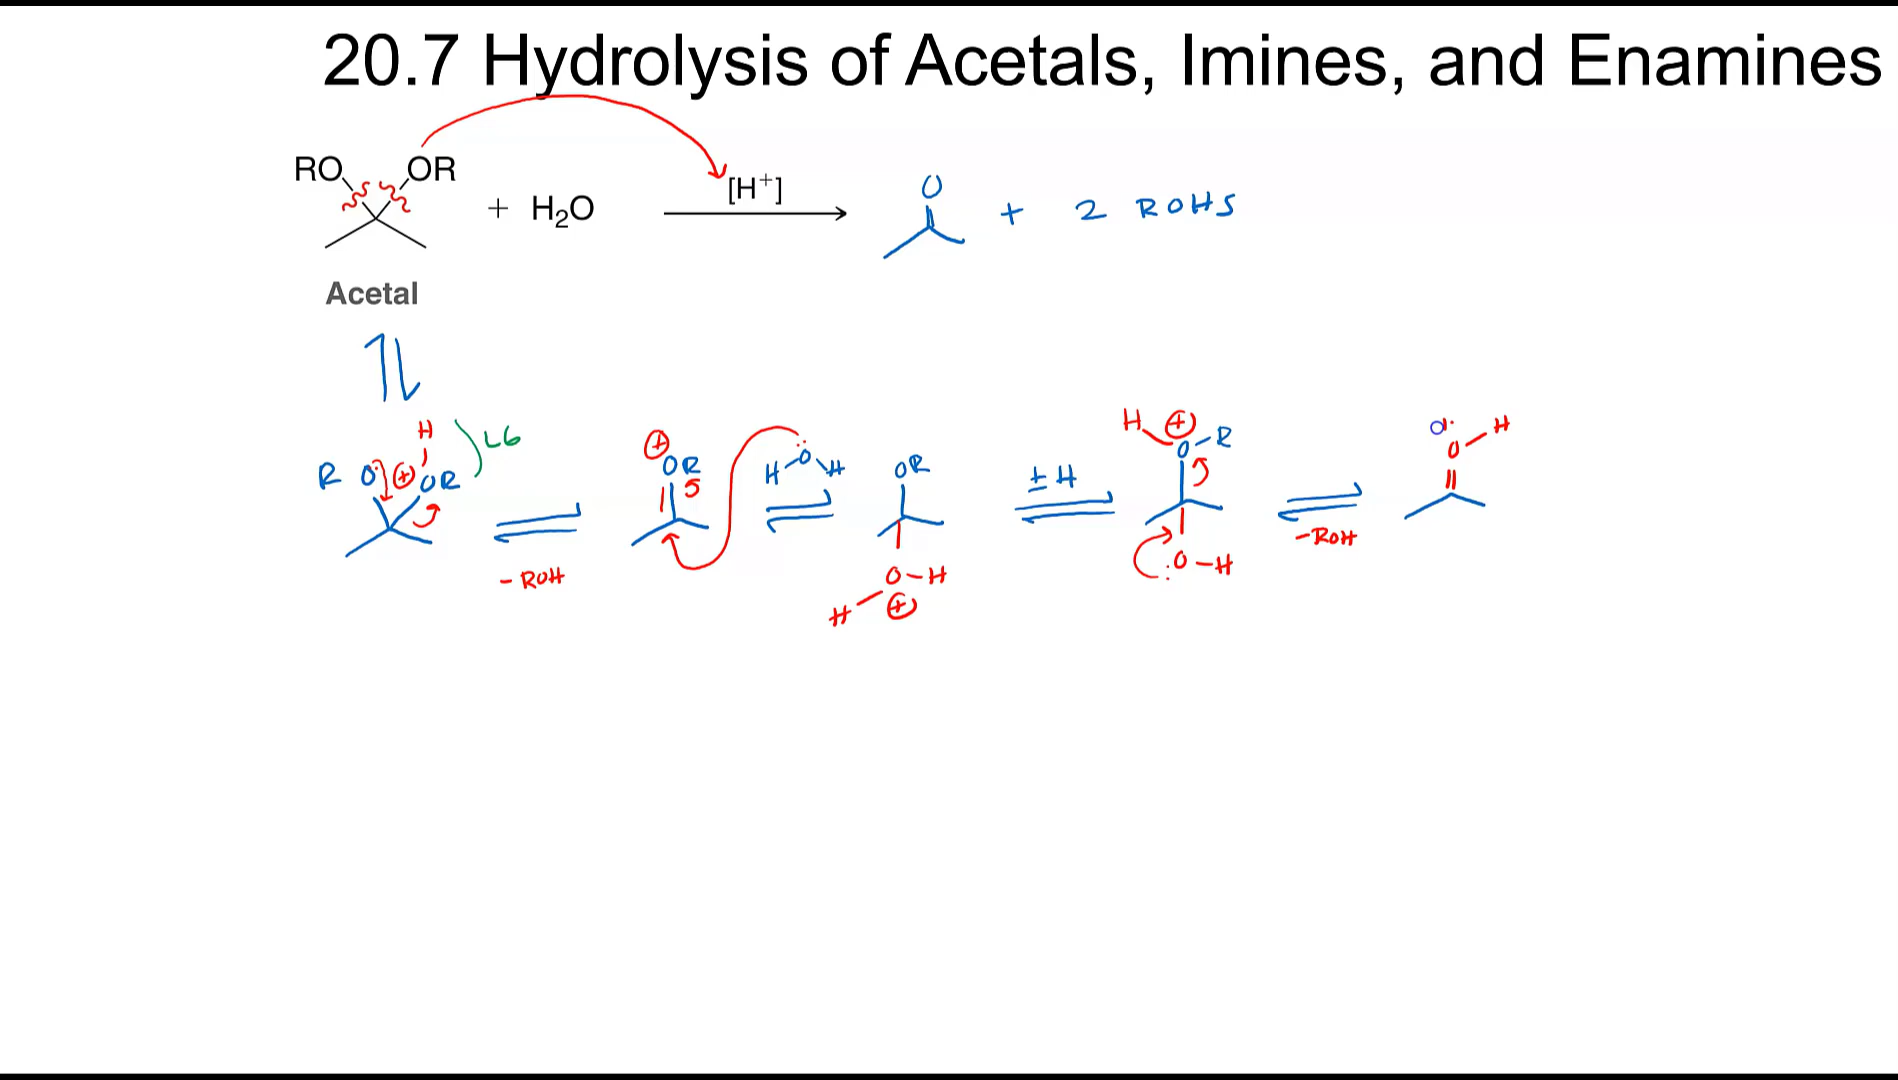 20.7 Hydrolysis of Acetals, Imines, and Enamines
RO OR + H₂O [H⁺] O + 2 ROHS
Acetal
H LG
R O ⊕ OR
⊕ OR
H O H
OR
± H
H ⊕ O-R
O-H
- ROH
O-H
H ⊕
:O-H
-ROH